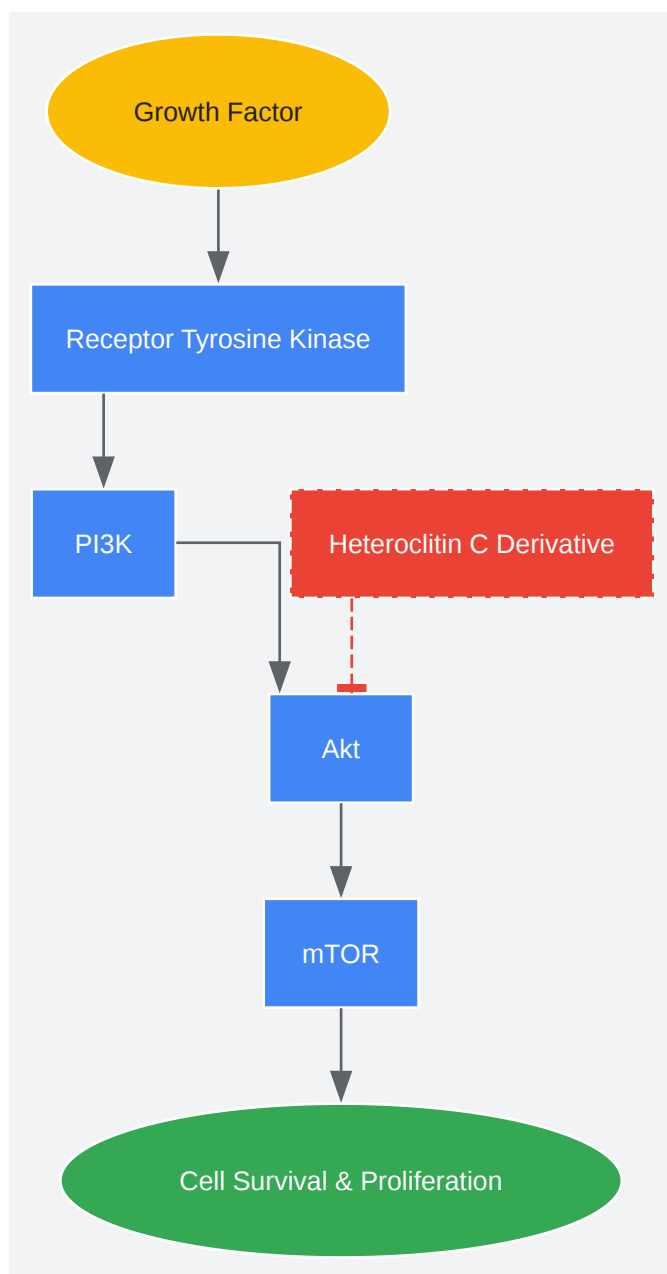 Growth Factor
Receptor Tyrosine Kinase
PI3K
Heteroclitin C Derivative
Akt
mTOR
Cell Survival & Proliferation